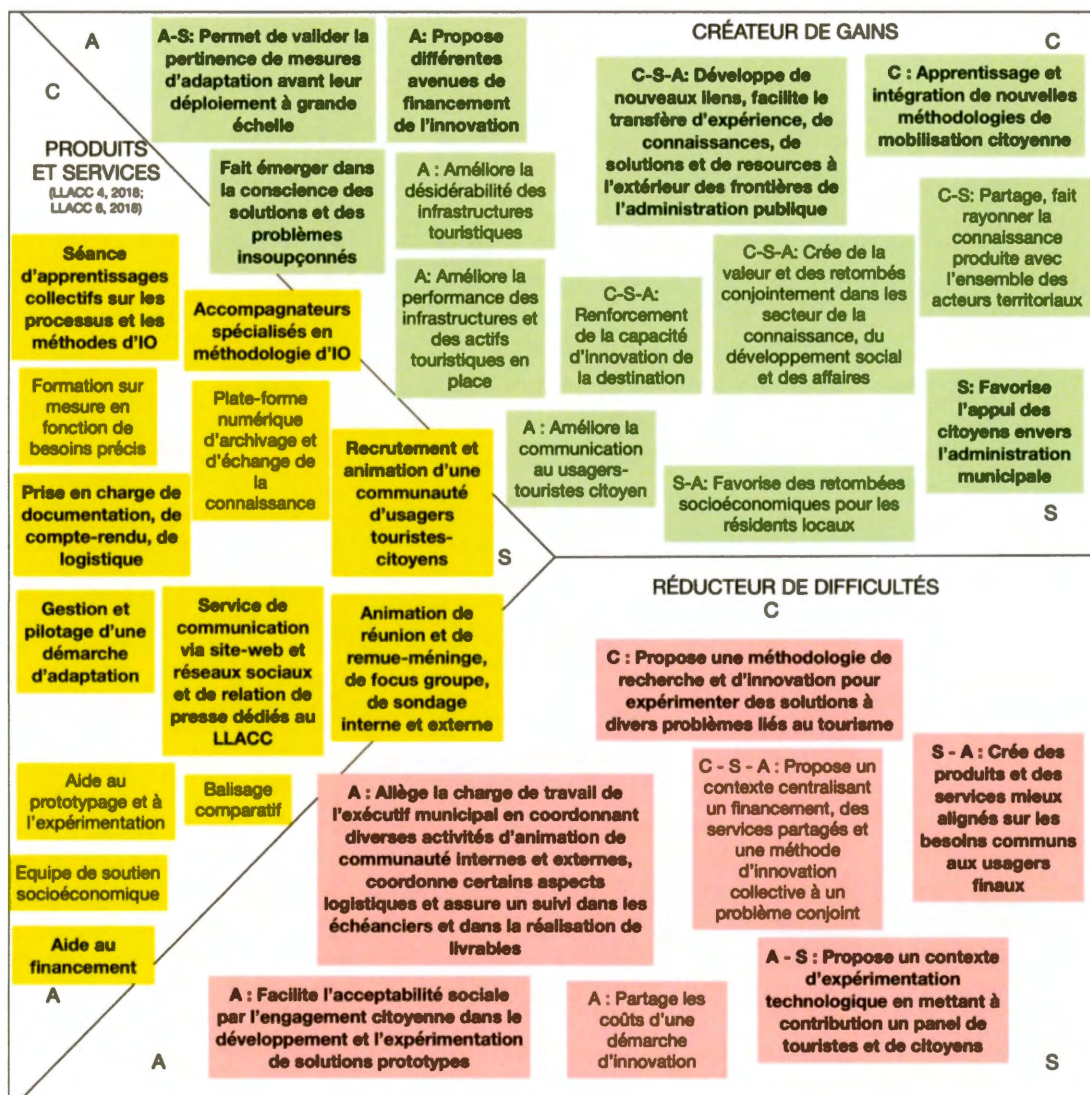 A
C
PRODUITS
ET SERVICES
(LLACC 4, 2018;
LLACC 6, 2018)
Séance
d'apprentissages
collectifs sur les
processus et les
méthodes d'IO
Accompagnateurs
spécialisés en
méthodologie d'IO
Formation sur
mesure en
fonction de
besoins précis
Plate-forme
numérique
d'archivage et
d'échange de
la
connaissance
Recrutement et
animation d'une
communauté
d'usagers
touristes-
citoyens
Prise en charge de
documentation, de
compte-rendu, de
logistique
S
Gestion et
pilotage d'une
démarche
d'adaptation
Service de
communication
via site-web et
réseaux sociaux
et de relation de
presse dédiés au
LLACC
Animation de
réunion et de
remue-méninge,
de focus groupe,
de sondage
interne et externe
Aide au
prototypage et à
l'expérimentation
Balisage
comparatif
Equipe de soutien
socioéconomique
Aide au
financement
A
CRÉATEUR DE GAINS
C
A-S: Permet de valider la
pertinence de mesures
d'adaptation avant leur
déploiement à grande
échelle
A: Propose
différentes
avenues de
financement
de l'innovation
C-S-A: Développe de
nouveaux liens, facilite le
transfère d'expérience, de
connaissances, de
solutions et de resources à
l'extérieur des frontières de
l'administration publique
C : Apprentissage et
intégration de nouvelles
méthodologies de
mobilisation citoyenne
Fait émerger dans
la conscience des
solutions et des
problèmes
insoupçonnés
A : Améliore la
désidérabilité des
infrastructures
touristiques
C-S: Partage, fait
rayonner la
connaissance
produite avec
l'ensemble des
acteurs territoriaux
A: Améliore la
performance des
infrastructures et
des actifs
touristiques en
place
C-S-A:
Renforcement
de la capacité
d'innovation de
la destination
C-S-A: Crée de la
valeur et des retombés
conjointement dans les
secteur de la
connaissance, du
développement social
et des affaires
S: Favorise
l'appui des
citoyens envers
l'administration
municipale
A : Améliore la
communication
au usagers-
touristes citoyen
S-A: Favorise des retombées
socioéconomiques pour les
résidents locaux
S
RÉDUCTEUR DE DIFFICULTÉS
C
C : Propose une méthodologie de
recherche et d'innovation pour
expérimenter des solutions à
divers problèmes liés au tourisme
A : Allège la charge de travail de
l'exécutif municipal en coordonnant
diverses activités d'animation de
communauté internes et externes,
coordonne certains aspects
logistiques et assure un suivi dans les
échéanciers et dans la réalisation de
livrables
C - S - A : Propose un
contexte centralisant
un financement, des
services partagés et
une méthode
d'innovation
collective à un
problème conjoint
S - A : Crée des
produits et des
services mieux
alignés sur les
besoins communs
aux usagers
finaux
A : Facilite l'acceptabilité sociale
par l'engagement citoyenne dans le
développement et l'expérimentation
de solutions prototypes
A : Partage les
coûts d'une
démarche
d'innovation
A - S : Propose un contexte
d'expérimentation
technologique en mettant à
contribution un panel de
touristes et de citoyens
A
S